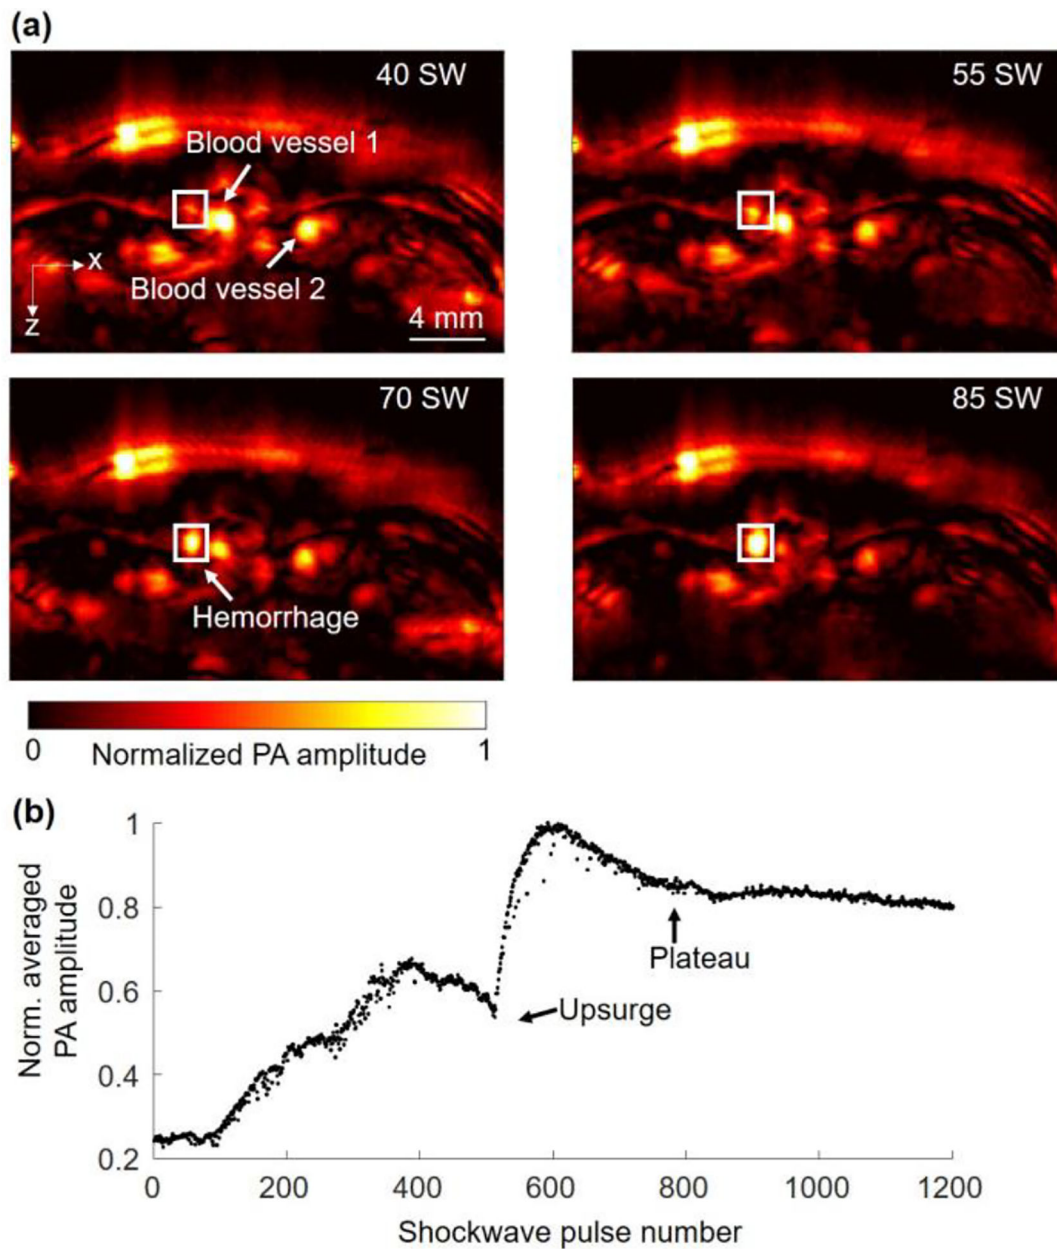 (a)
40 SW
55 SW
Blood vessel 1
Blood vessel 2
x
z
4 mm
70 SW
85 SW
Hemorrhage
0 Normalized PA amplitude 1
(b)
Norm. averaged
PA amplitude
1
0.8
0.6
0.4
0.2
Plateau
Upsurge
0 200 400 600 800 1000 1200
Shockwave pulse number